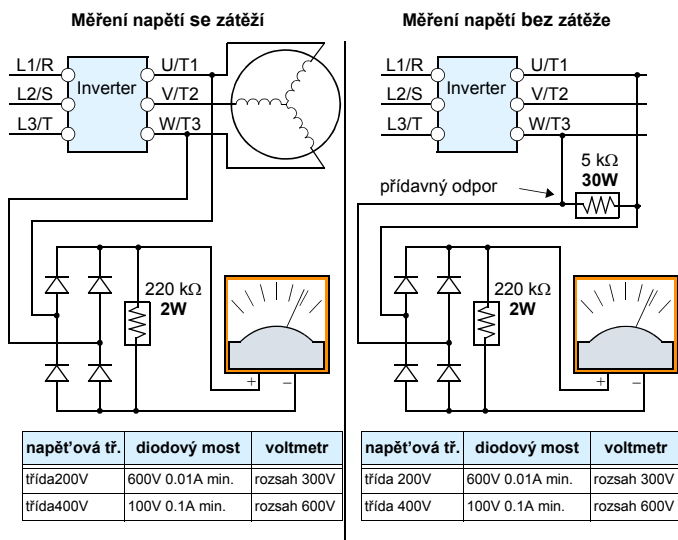 Měření napětí se zátěží
L1/R
U/T1
L2/S
Inverter
V/T2
L3/T
W/T3
220 kΩ
2W
+
–
napěťová tř. diodový most voltmetr
třída200V 600V 0.01A min. rozsah 300V
třída400V 100V 0.1A min. rozsah 600V
Měření napětí bez zátěže
L1/R
U/T1
L2/S
Inverter
V/T2
L3/T
W/T3
5 kΩ
30W
přídavný odpor
220 kΩ
2W
+
–
napěťová tř. diodový most voltmetr
třída 200V 600V 0.01A min. rozsah 300V
třída 400V 100V 0.1A min. rozsah 600V